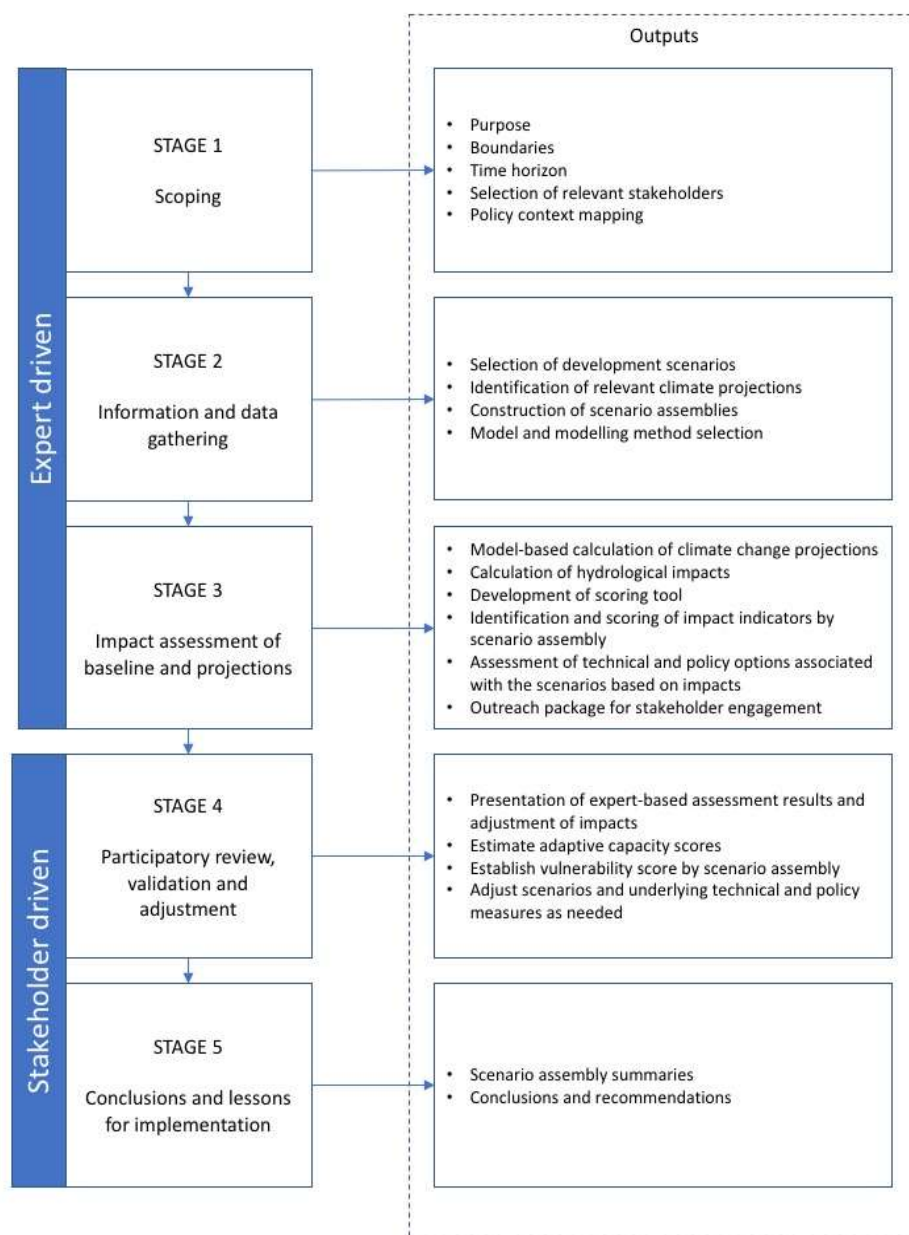 Outputs
Expert driven
STAGE 1
Scoping
• Purpose
• Boundaries
• Time horizon
• Selection of relevant stakeholders
• Policy context mapping
STAGE 2
Information and data
gathering
• Selection of development scenarios
• Identification of relevant climate projections
• Construction of scenario assemblies
• Model and modelling method selection
STAGE 3
Impact assessment of
baseline and projections
• Model-based calculation of climate change projections
• Calculation of hydrological impacts
• Development of scoring tool
• Identification and scoring of impact indicators by
scenario assembly
• Assessment of technical and policy options associated
with the scenarios based on impacts
• Outreach package for stakeholder engagement
Stakeholder driven
STAGE 4
Participatory review,
validation and
adjustment
• Presentation of expert-based assessment results and
adjustment of impacts
• Estimate adaptive capacity scores
• Establish vulnerability score by scenario assembly
• Adjust scenarios and underlying technical and policy
measures as needed
STAGE 5
Conclusions and lessons
for implementation
• Scenario assembly summaries
• Conclusions and recommendations